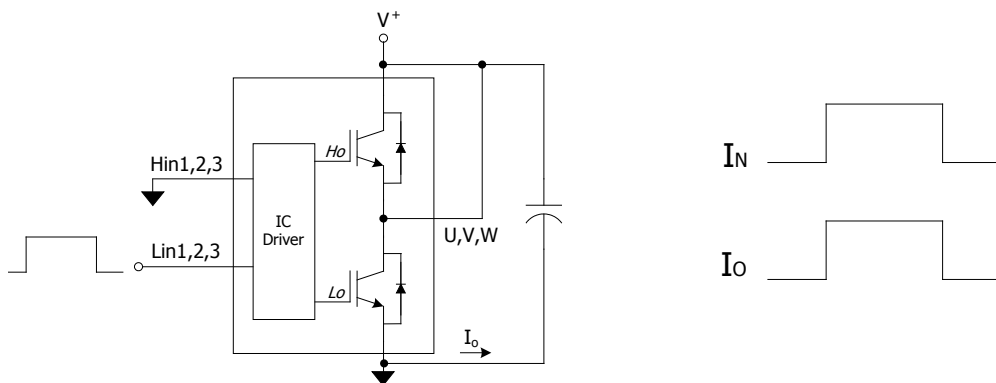 V+
Ho
Hin1,2,3
IC
Driver
U,V,W
Lin1,2,3
Lo
Io
IN
IO